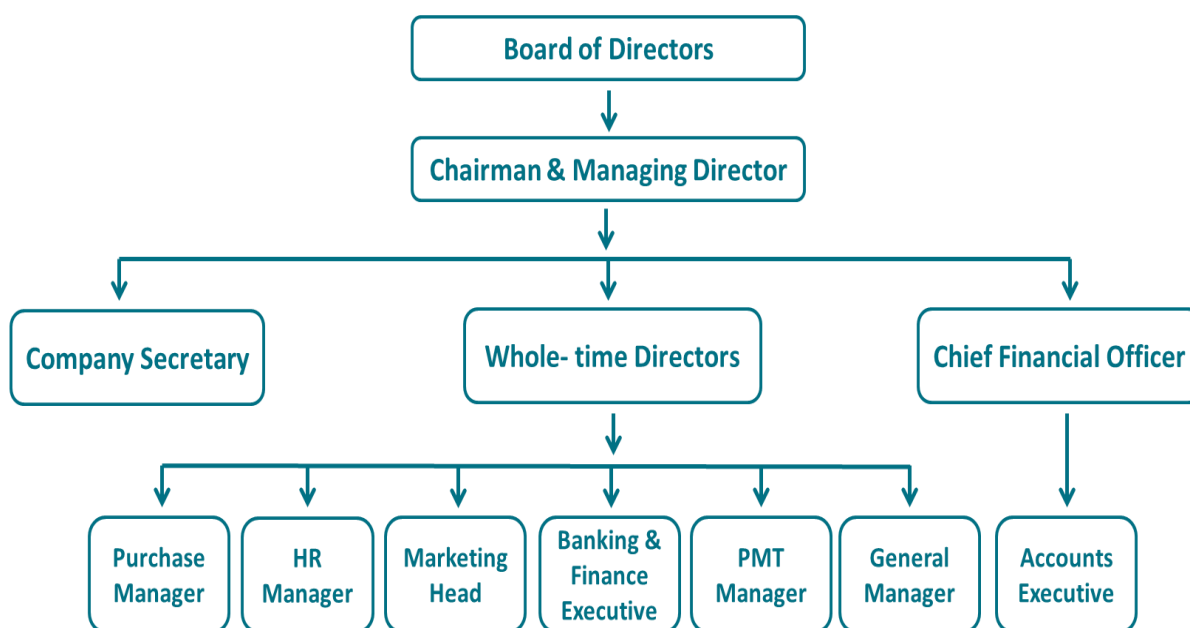 Board of Directors
Chairman & Managing Director
Company Secretary
Whole- time Directors
Chief Financial Officer
Purchase
Manager
HR
Manager
Marketing
Head
Banking &
Finance
Executive
PMT
Manager
General
Manager
Accounts
Executive